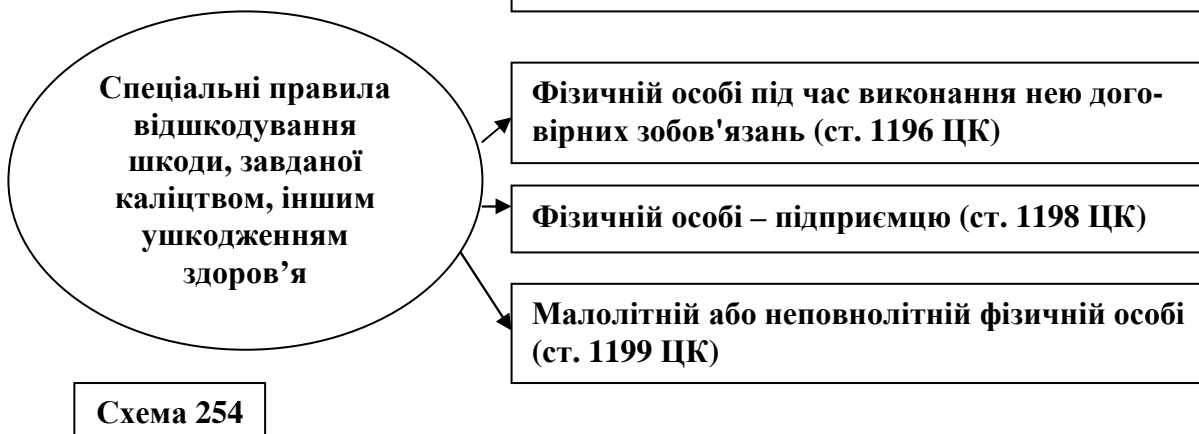 Спеціальні правила
відшкодування
шкоди, завданої
каліцтвом, іншим
ушкодженням
здоров’я
Фізичній особі під час виконання нею дого-
вірних зобов'язань (ст. 1196 ЦК)
Фізичній особі – підприємцю (ст. 1198 ЦК)
Малолітній або неповнолітній фізичній особі
(ст. 1199 ЦК)
Схема 254